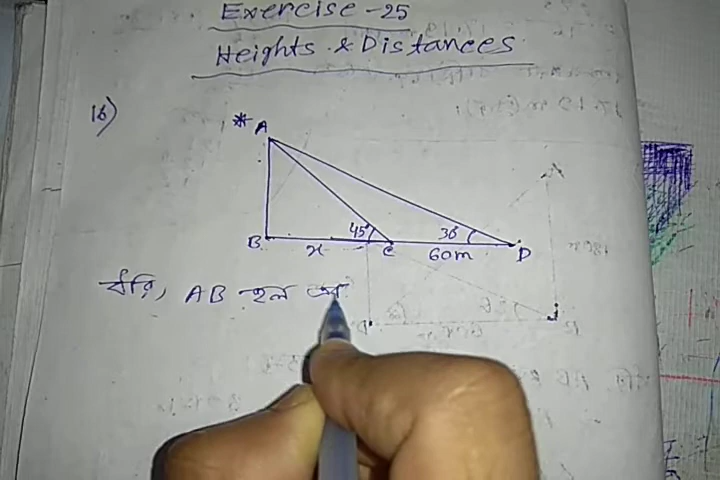 Exercise-25
Heights & Distances
16)
* A
B
x
45°
C
60m
30°
D
ধরি, AB হল